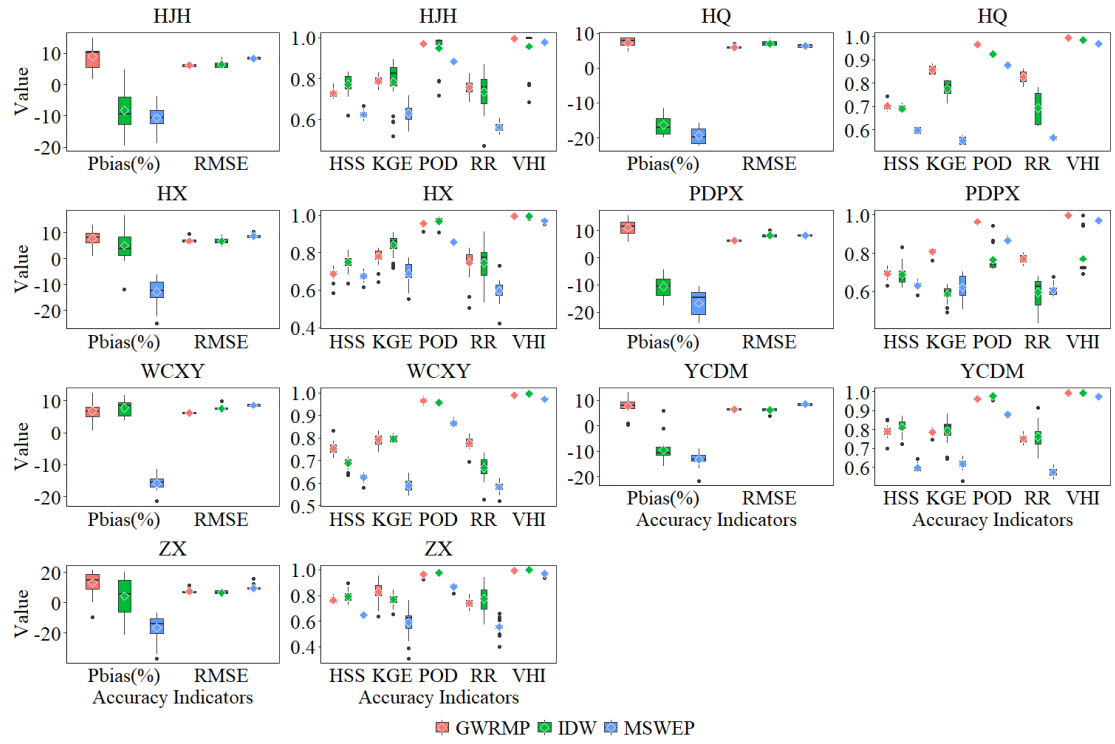 HJH HJH HQ HQ
Value
10
0
-10
-20
Pbias(%) RMSE
1.0
0.8
0.6
HSS KGE POD RR VHI
10
0
-10
-20
Pbias(%) RMSE
1.0
0.9
0.8
0.7
0.6
HSS KGE POD RR VHI
HX HX PDPX PDPX
Value
10
0
-10
-20
Pbias(%) RMSE
1.0
0.8
0.6
0.4
HSS KGE POD RR VHI
10
0
-10
-20
Pbias(%) RMSE
1.0
0.8
0.6
HSS KGE POD RR VHI
WCXY WCXY YCDM YCDM
Value
10
0
-10
-20
Pbias(%) RMSE
1.0
0.9
0.8
0.7
0.6
0.5
HSS KGE POD RR VHI
10
0
-10
-20
Pbias(%) RMSE
Accuracy Indicators
1.0
0.9
0.8
0.7
0.6
HSS KGE POD RR VHI
Accuracy Indicators
ZX ZX
Value
20
0
-20
Pbias(%) RMSE
Accuracy Indicators
1.0
0.8
0.6
0.4
HSS KGE POD RR VHI
Accuracy Indicators
GWRMP IDW MSWEP